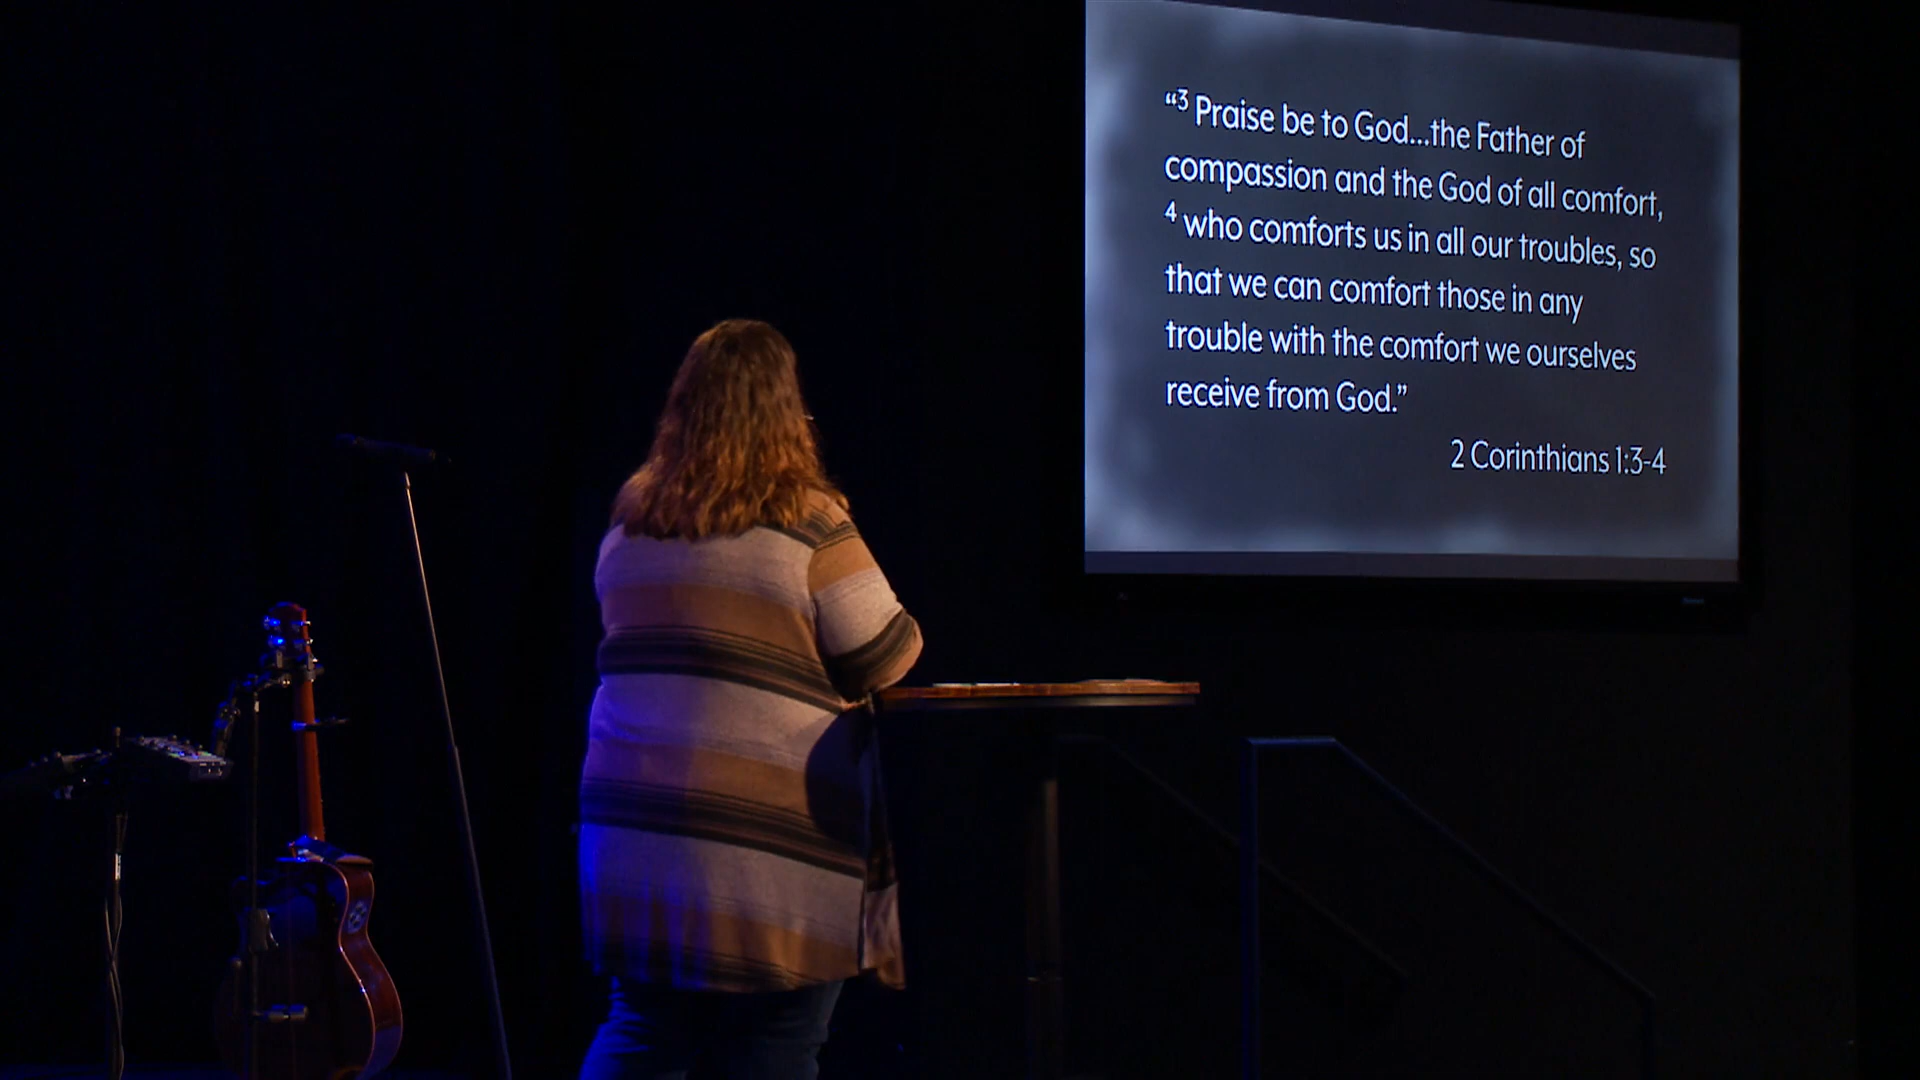 “3 Praise be to God...the Father of
compassion and the God of all comfort,
4 who comforts us in all our troubles, so
that we can comfort those in any
trouble with the comfort we ourselves
receive from God.”
2 Corinthians 1:3-4